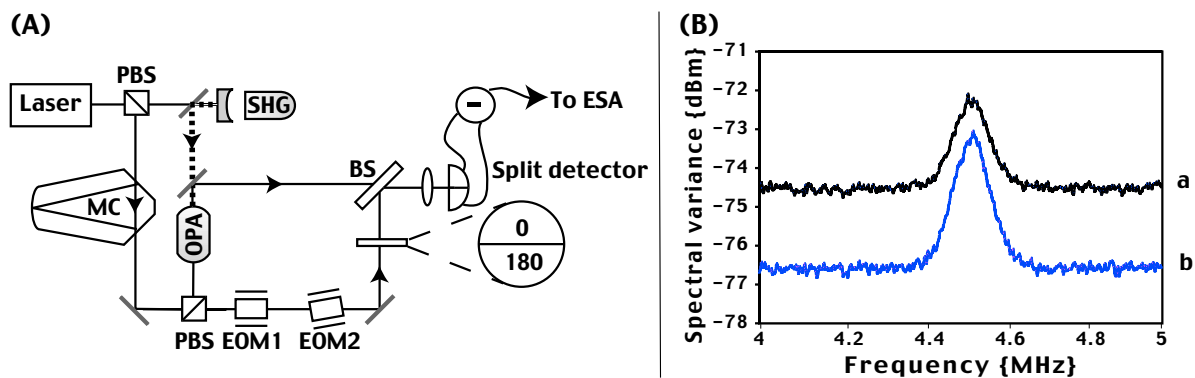 (A)
PBS
Laser
SHG
To ESA
BS
Split detector
MC
OPA
0
180
PBS
EOM1
EOM2
(B)
Spectral variance {dBm}
-71
-72
-73
-74
-75
-76
-77
-78
a
b
4
4.2
4.4
4.6
4.8
5
Frequency {MHz}